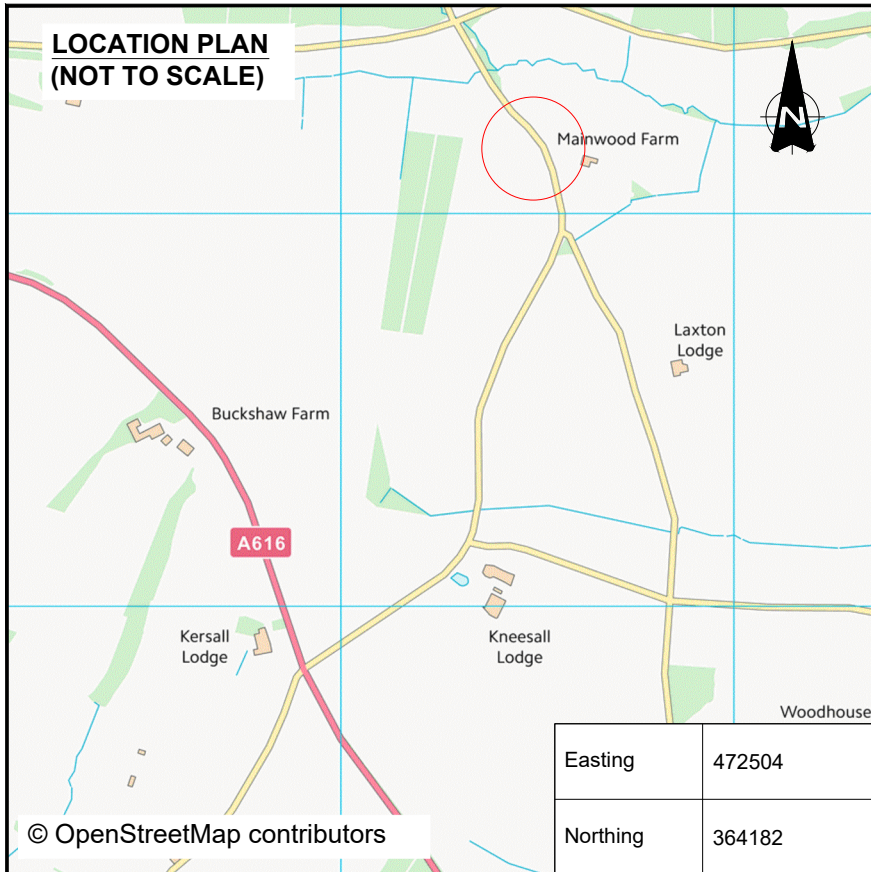 LOCATION PLAN
(NOT TO SCALE)
N
Mainwood Farm
Laxton
Lodge
Buckshaw Farm
A616
Kersall
Lodge
Kneesall
Lodge
Woodhouse
Easting 472504
Northing 364182
© OpenStreetMap contributors